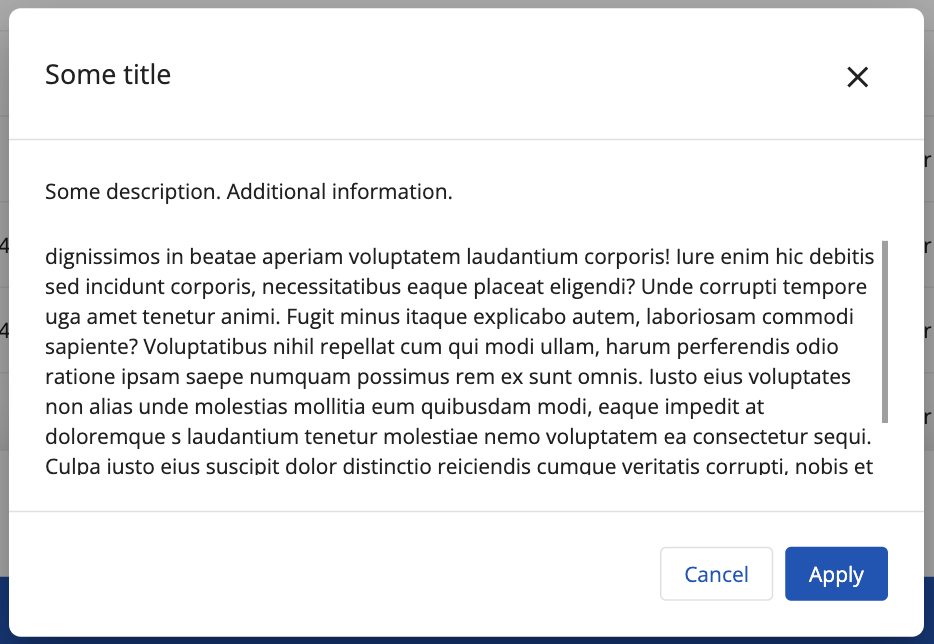 Some title
Some description. Additional information.
dignissimos in beatae aperiam voluptatem laudantium corporis! Iure enim hic debitis
sed incidunt corporis, necessitatibus eaque placeat eligendi? Unde corrupti tempore
uga amet tenetur animi. Fugit minus itaque explicabo autem, laboriosam commodi
sapiente? Voluptatibus nihil repellat cum qui modi ullam, harum perferendis odio
ratione ipsam saepe numquam possimus rem ex sunt omnis. Iusto eius voluptates
non alias unde molestias mollitia eum quibusdam modi, eaque impedit at
doloremque s laudantium tenetur molestiae nemo voluptatem ea consectetur sequi.
Culpa iusto eius suscipit dolor distinctio reiciendis cumque veritatis corrupti, nobis et
Cancel
Apply